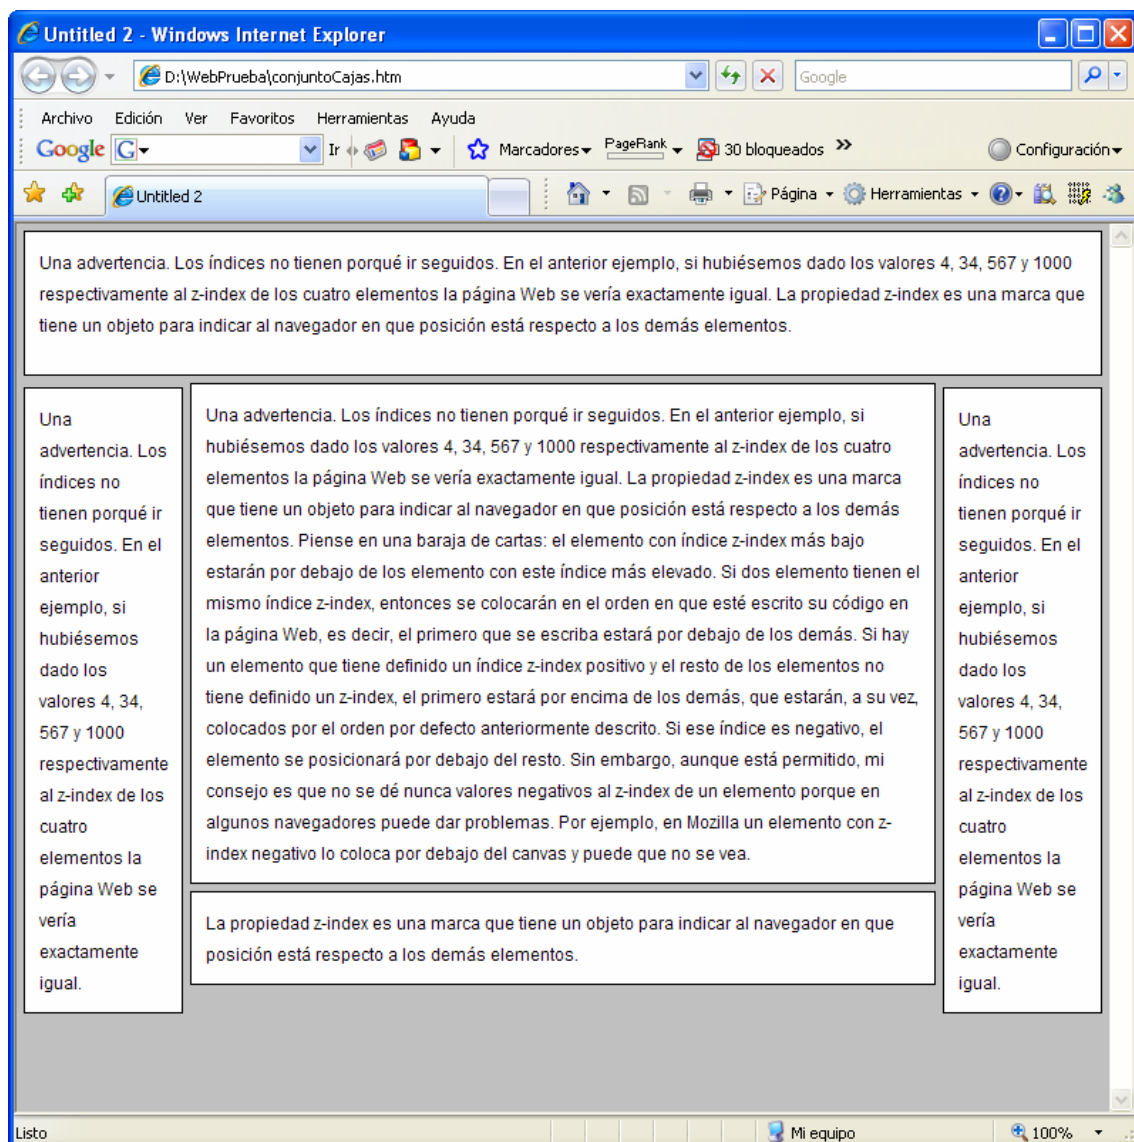 Untitled 2 - Windows Internet Explorer
D:\WebPrueba\conjuntoCajas.htm
Google
Archivo Edición Ver Favoritos Herramientas Ayuda
Google G Ir Marcadores PageRank 30 bloqueados » Configuración
Untitled 2 Página Herramientas
Una advertencia. Los índices no tienen porqué ir seguidos. En el anterior ejemplo, si hubiésemos dado los valores 4, 34, 567 y 1000
respectivamente al z-index de los cuatro elementos la página Web se vería exactamente igual. La propiedad z-index es una marca que
tiene un objeto para indicar al navegador en que posición está respecto a los demás elementos.
Una
advertencia. Los
índices no
tienen porqué ir
seguidos. En el
anterior
ejemplo, si
hubiésemos
dado los
valores 4, 34,
567 y 1000
respectivamente
al z-index de los
cuatro
elementos la
página Web se
vería
exactamente
igual.
Una advertencia. Los índices no tienen porqué ir seguidos. En el anterior ejemplo, si
hubiésemos dado los valores 4, 34, 567 y 1000 respectivamente al z-index de los cuatro
elementos la página Web se vería exactamente igual. La propiedad z-index es una marca
que tiene un objeto para indicar al navegador en que posición está respecto a los demás
elementos. Piense en una baraja de cartas: el elemento con índice z-index más bajo
estarán por debajo de los elemento con este índice más elevado. Si dos elemento tienen el
mismo índice z-index, entonces se colocarán en el orden en que esté escrito su código en
la página Web, es decir, el primero que se escriba estará por debajo de los demás. Si hay
un elemento que tiene definido un índice z-index positivo y el resto de los elementos no
tiene definido un z-index, el primero estará por encima de los demás, que estarán, a su vez,
colocados por el orden por defecto anteriormente descrito. Si ese índice es negativo, el
elemento se posicionará por debajo del resto. Sin embargo, aunque está permitido, mi
consejo es que no se dé nunca valores negativos al z-index de un elemento porque en
algunos navegadores puede dar problemas. Por ejemplo, en Mozilla un elemento con z-
index negativo lo coloca por debajo del canvas y puede que no se vea.
La propiedad z-index es una marca que tiene un objeto para indicar al navegador en que
posición está respecto a los demás elementos.
Una
advertencia. Los
índices no
tienen porqué ir
seguidos. En el
anterior
ejemplo, si
hubiésemos
dado los
valores 4, 34,
567 y 1000
respectivamente
al z-index de los
cuatro
elementos la
página Web se
vería
exactamente
igual.
Listo Mi equipo 100%